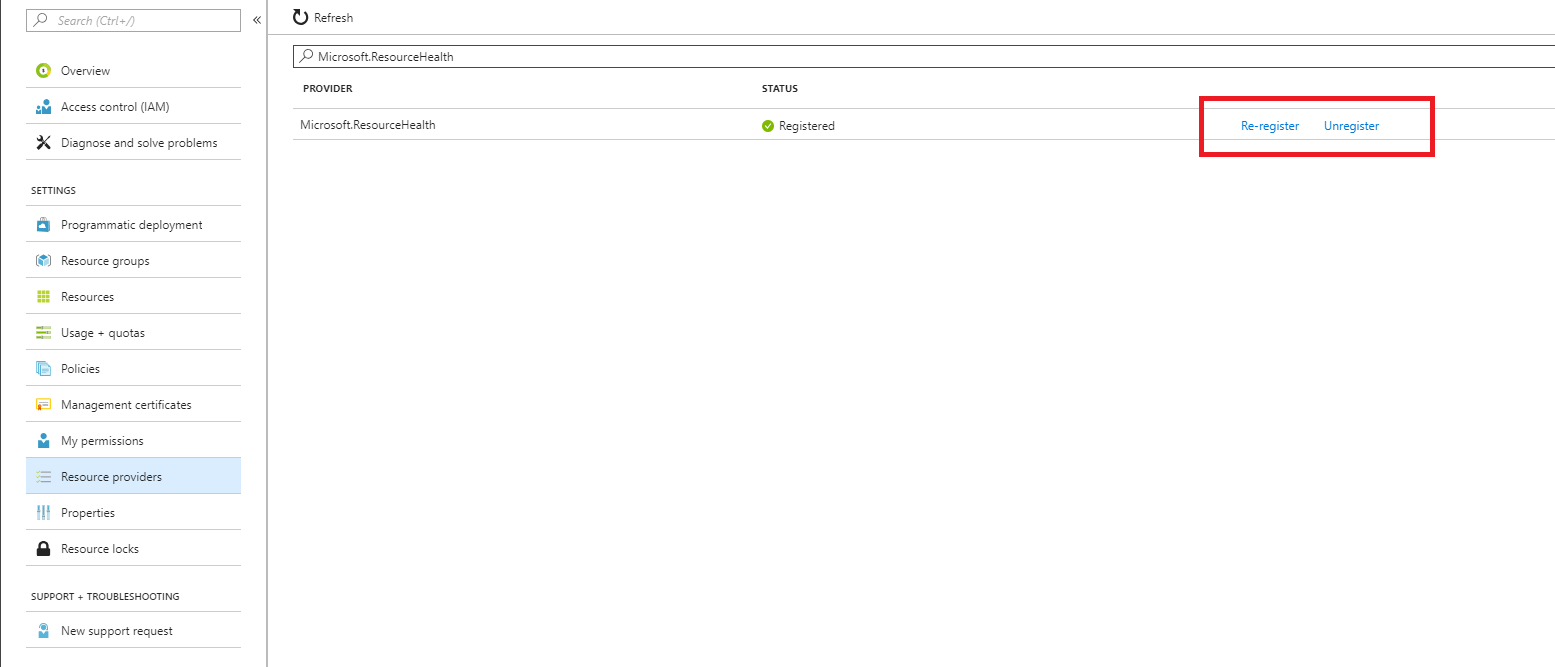 Search (Ctrl+/)
«
Overview
Access control (IAM)
Diagnose and solve problems
SETTINGS
Programmatic deployment
Resource groups
Resources
Usage + quotas
Policies
Management certificates
My permissions
Resource providers
Properties
Resource locks
SUPPORT + TROUBLESHOOTING
New support request
Refresh
Microsoft.ResourceHealth
PROVIDER STATUS
Microsoft.ResourceHealth Registered Re-register Unregister